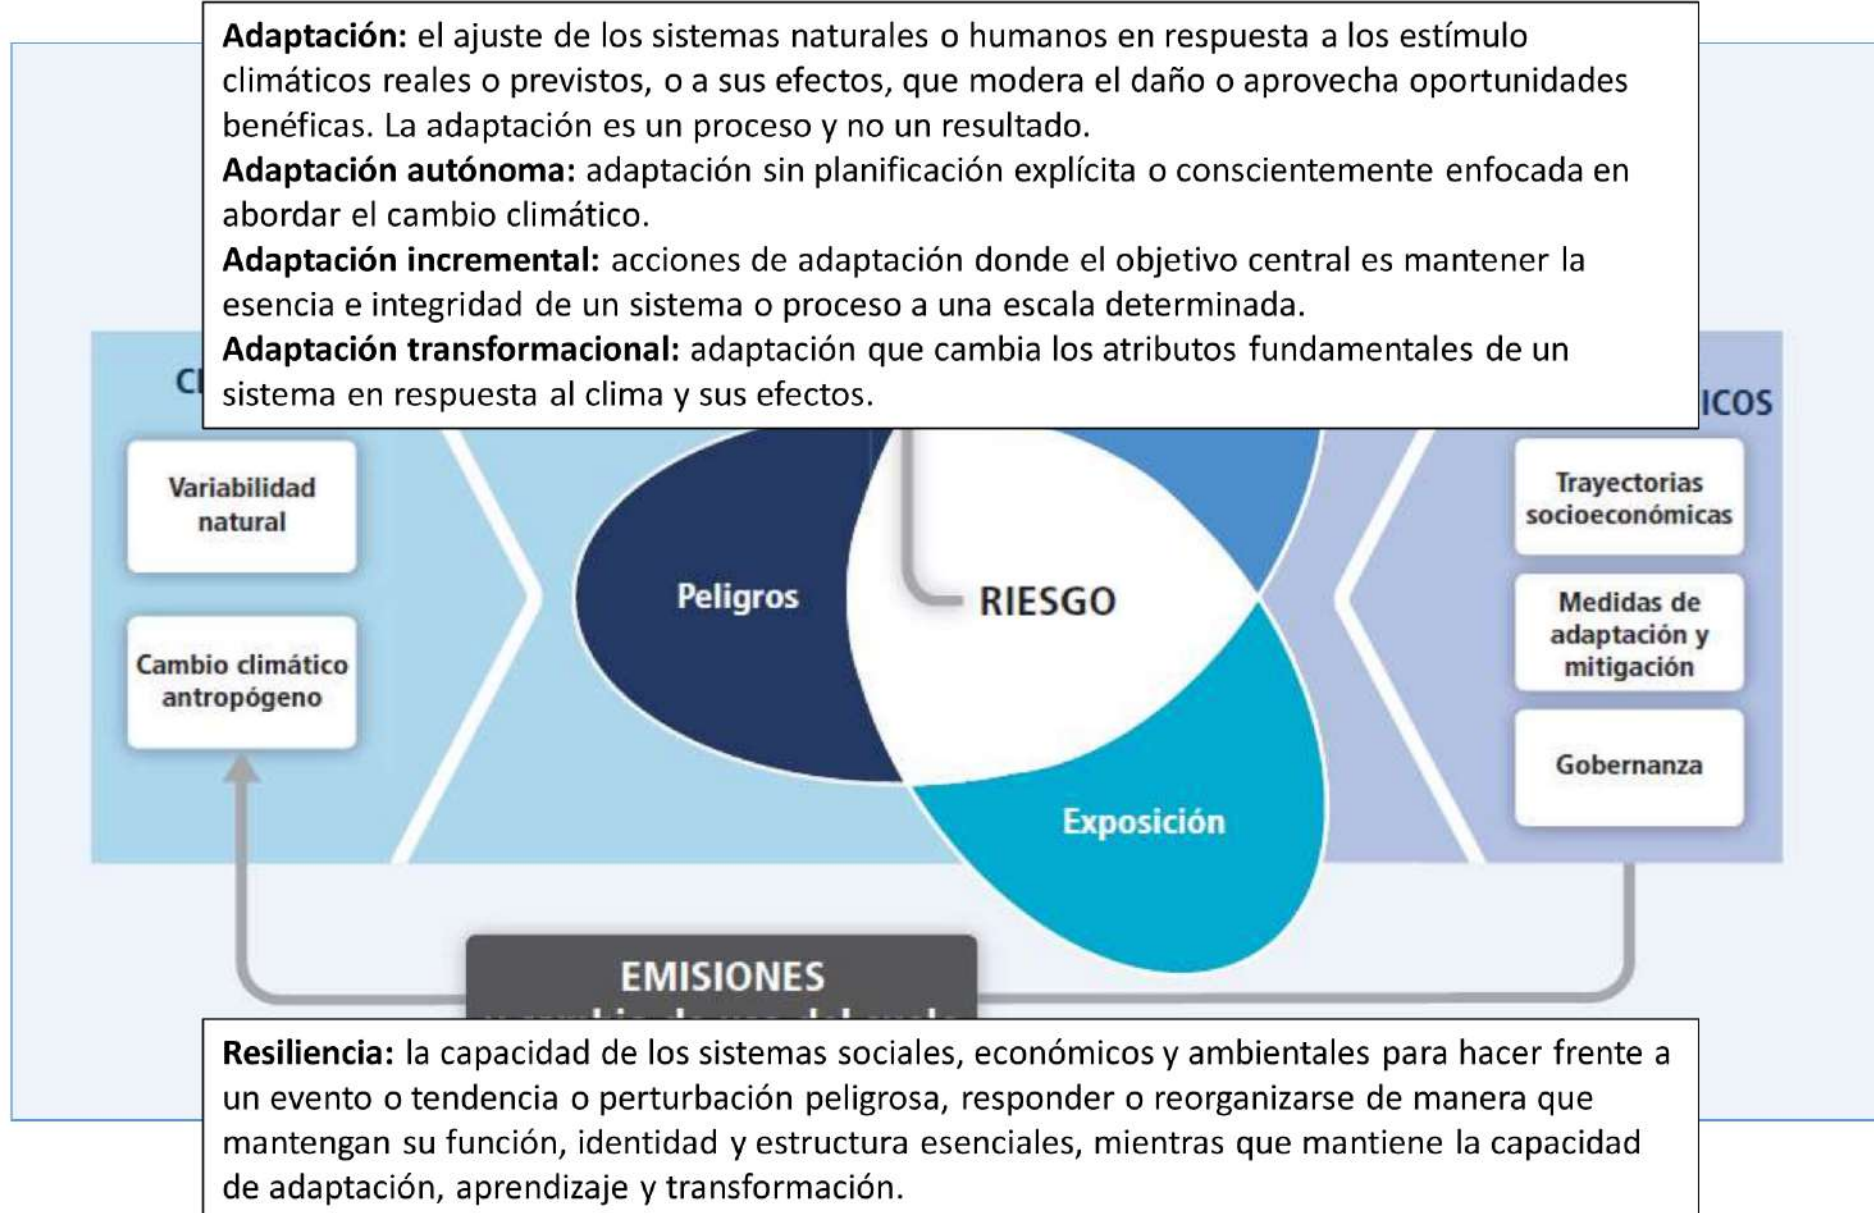 Adaptación: el ajuste de los sistemas naturales o humanos en respuesta a los estímulo
climáticos reales o previstos, o a sus efectos, que modera el daño o aprovecha oportunidades
benéficas. La adaptación es un proceso y no un resultado.
Adaptación autónoma: adaptación sin planificación explícita o conscientemente enfocada en
abordar el cambio climático.
Adaptación incremental: acciones de adaptación donde el objetivo central es mantener la
esencia e integridad de un sistema o proceso a una escala determinada.
Adaptación transformacional: adaptación que cambia los atributos fundamentales de un
sistema en respuesta al clima y sus efectos.
ICOS
Variabilidad
natural
Cambio climático
antropógeno
Peligros
RIESGO
Exposición
Trayectorias
socioeconómicas
Medidas de
adaptación y
mitigación
Gobernanza
EMISIONES
Resiliencia: la capacidad de los sistemas sociales, económicos y ambientales para hacer frente a
un evento o tendencia o perturbación peligrosa, responder o reorganizarse de manera que
mantengan su función, identidad y estructura esenciales, mientras que mantiene la capacidad
de adaptación, aprendizaje y transformación.